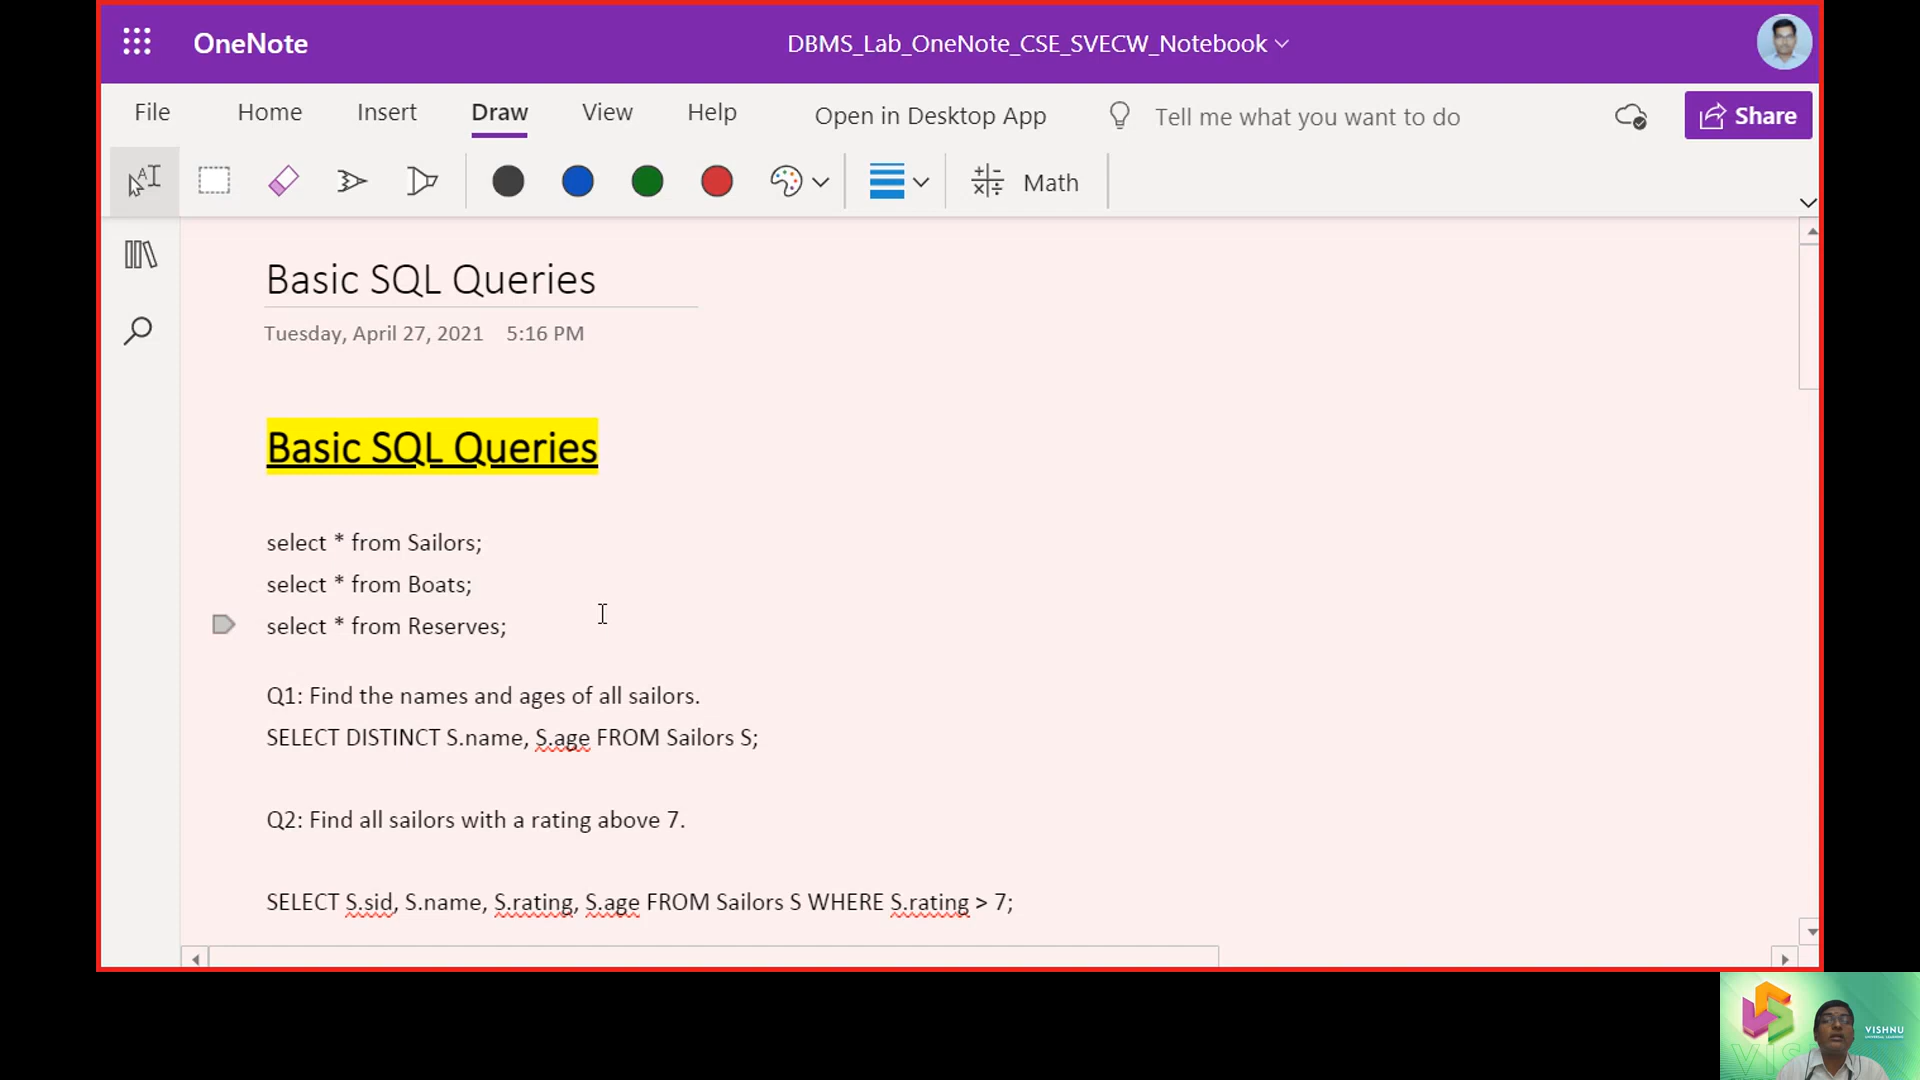 OneNote
DBMS_Lab_OneNote_CSE_SVECW_Notebook
File Home Insert Draw View Help Open in Desktop App Tell me what you want to do Share
Math
Basic SQL Queries
Tuesday, April 27, 2021 5:16 PM
Basic SQL Queries
select * from Sailors;
select * from Boats;
select * from Reserves;
Q1: Find the names and ages of all sailors.
SELECT DISTINCT S.name, S.age FROM Sailors S;
Q2: Find all sailors with a rating above 7.
SELECT S.sid, S.name, S.rating, S.age FROM Sailors S WHERE S.rating > 7;
VISHNU
UNIVERSAL LEARNING